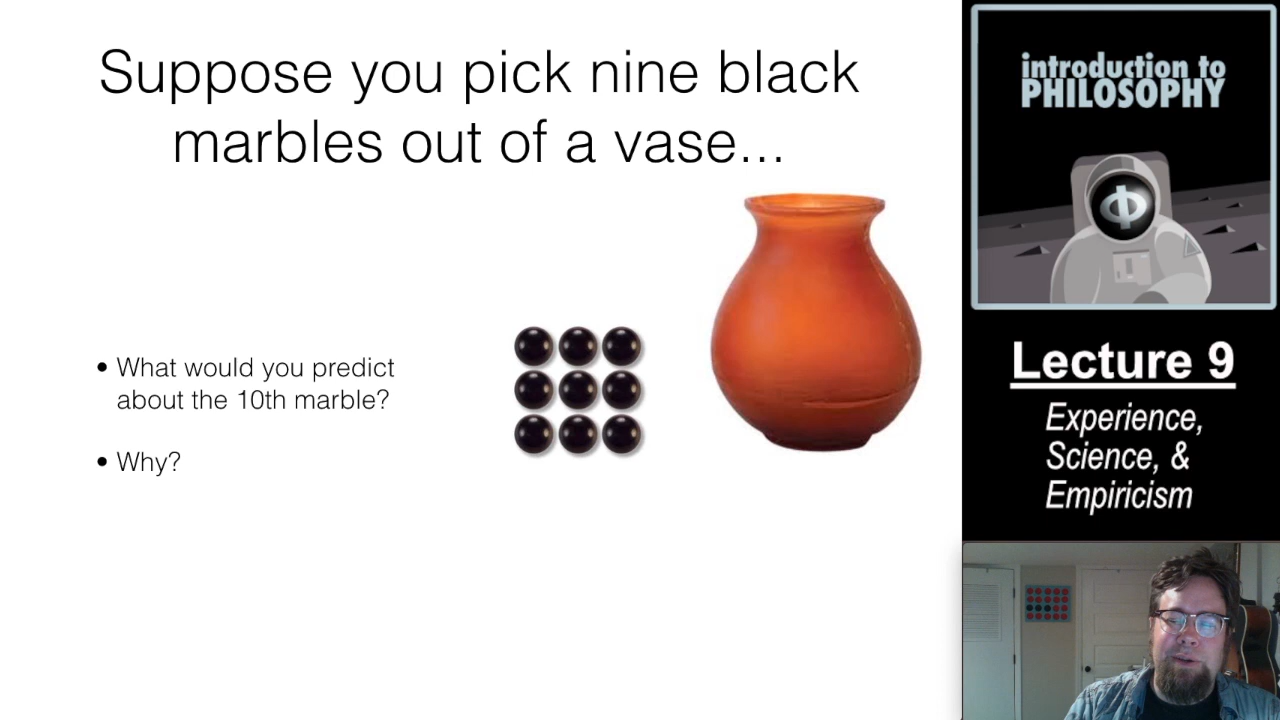 Suppose you pick nine black
marbles out of a vase...
• What would you predict
about the 10th marble?
• Why?
introduction to
PHILOSOPHY
Φ
Lecture 9
Experience,
Science, &
Empiricism